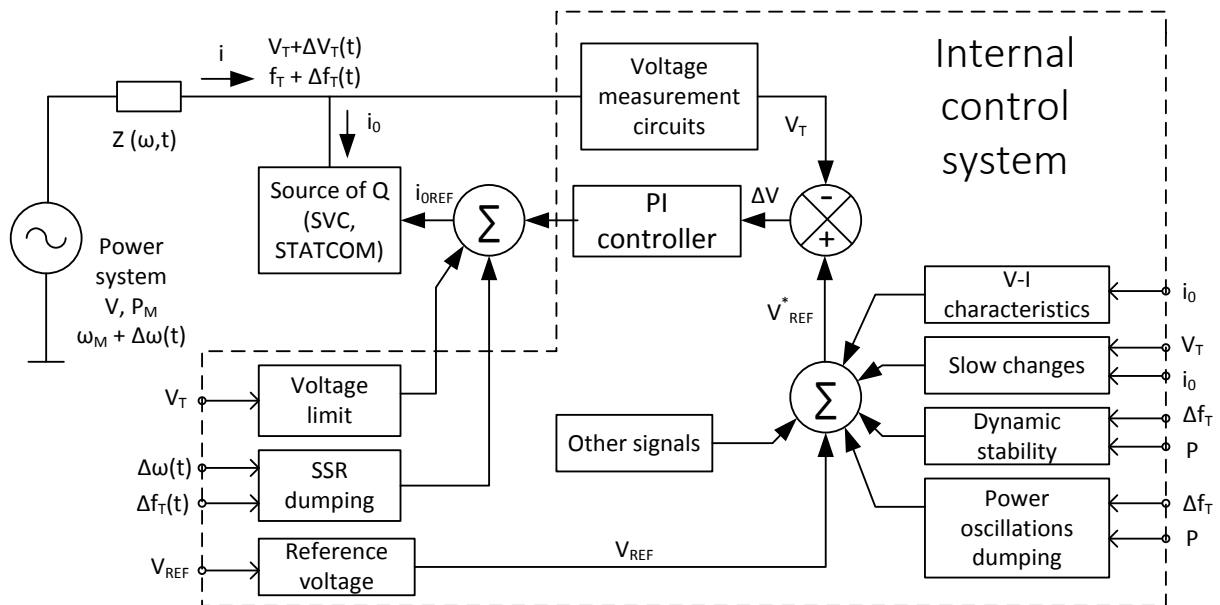 i
V_T+ΔV_T(t)
f_T + Δf_T(t)
Z (ω,t)
i_0
Voltage
measurement
circuits
V_T
Internal
control
system
Source of Q
(SVC,
STATCOM)
i_0REF
Σ
PI
controller
ΔV
-
+
Power
system
V, P_M
ω_M + Δω(t)
V*_REF
V-I
characteristics
i_0
Slow changes
V_T
i_0
Σ
Dynamic
stability
Δf_T
P
Power
oscillations
dumping
Δf_T
P
Other signals
V_T
Voltage
limit
Δω(t)
Δf_T(t)
SSR
dumping
V_REF
Reference
voltage
V_REF